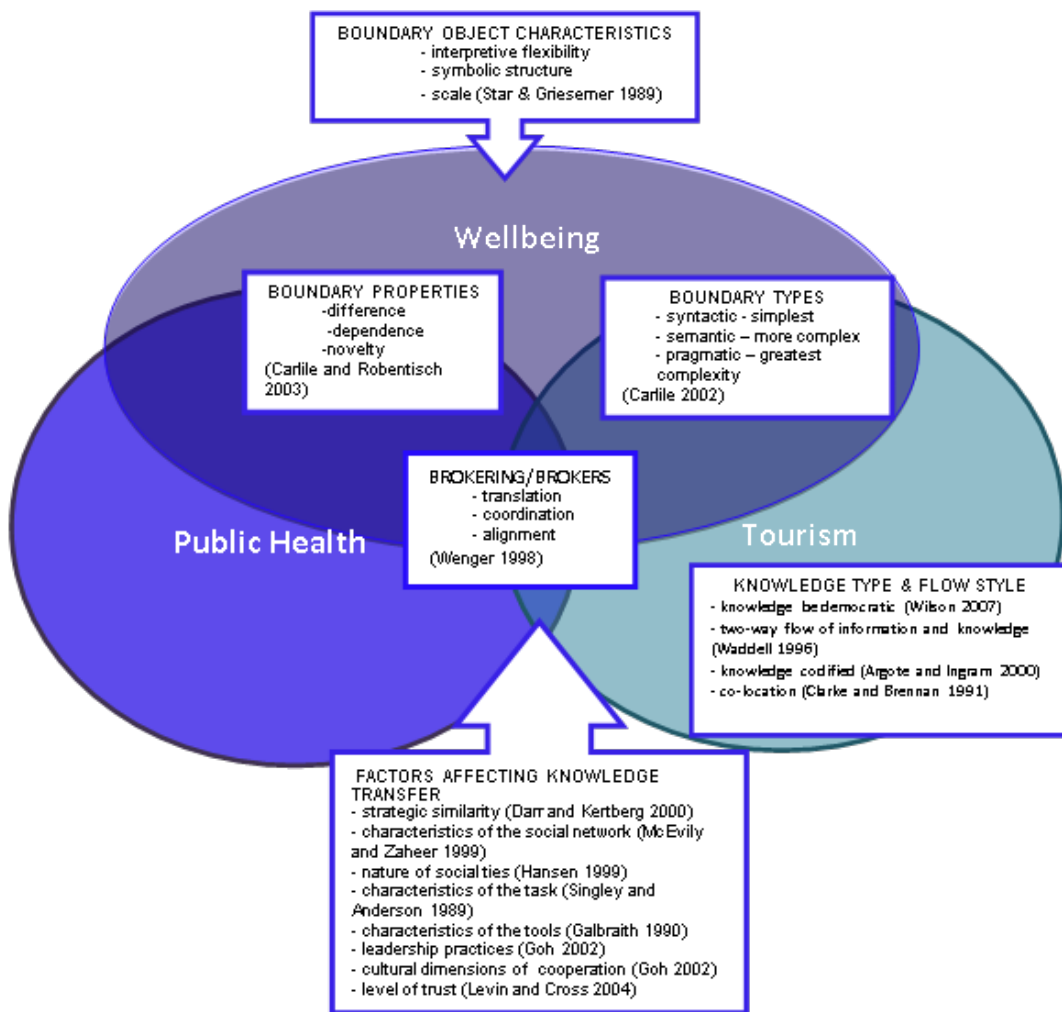 BOUNDARY OBJECT CHARACTERISTICS
- interpretive flexibility
- symbolic structure
- scale (Star & Griesemer 1989)
Wellbeing
BOUNDARY PROPERTIES
-difference
-dependence
-novelty
(Carlile and Robentisch
2003)
BOUNDARY TYPES
- syntactic - simplest
- semantic – more complex
- pragmatic – greatest
complexity
(Carlile 2002)
BROKERING/BROKERS
- translation
- coordination
- alignment
(Wenger 1998)
Public Health
Tourism
KNOWLEDGE TYPE & FLOW STYLE
- knowledge be democratic (Wilson 2007)
- two-way flow of information and knowledge
(Waddell 1996)
- knowledge codified (Argote and Ingram 2000)
- co-location (Clarke and Brennan 1991)
FACTORS AFFECTING KNOWLEDGE
TRANSFER
- strategic similarity (Darr and Kertberg 2000)
- characteristics of the social network (McEvily
and Zaheer 1999)
- nature of social ties (Hansen 1999)
- characteristics of the task (Singley and
Anderson 1989)
- characteristics of the tools (Galbraith 1990)
- leadership practices (Goh 2002)
- cultural dimensions of cooperation (Goh 2002)
- level of trust (Levin and Cross 2004)